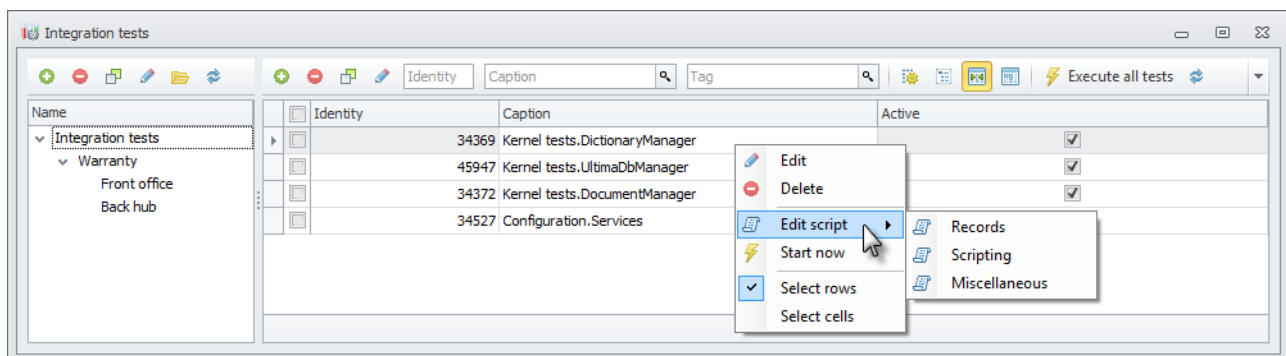 Integration tests
Identity Caption Tag Execute all tests
Name Identity Caption Active
Integration tests 34369 Kernel tests.DictionaryManager
Warranty 45947 Kernel tests.UltimaDbManager Edit
Front office 34372 Kernel tests.DocumentManager Delete
Back hub 34527 Configuration.Services Edit script Records
Start now Scripting
Select rows Miscellaneous
Select cells